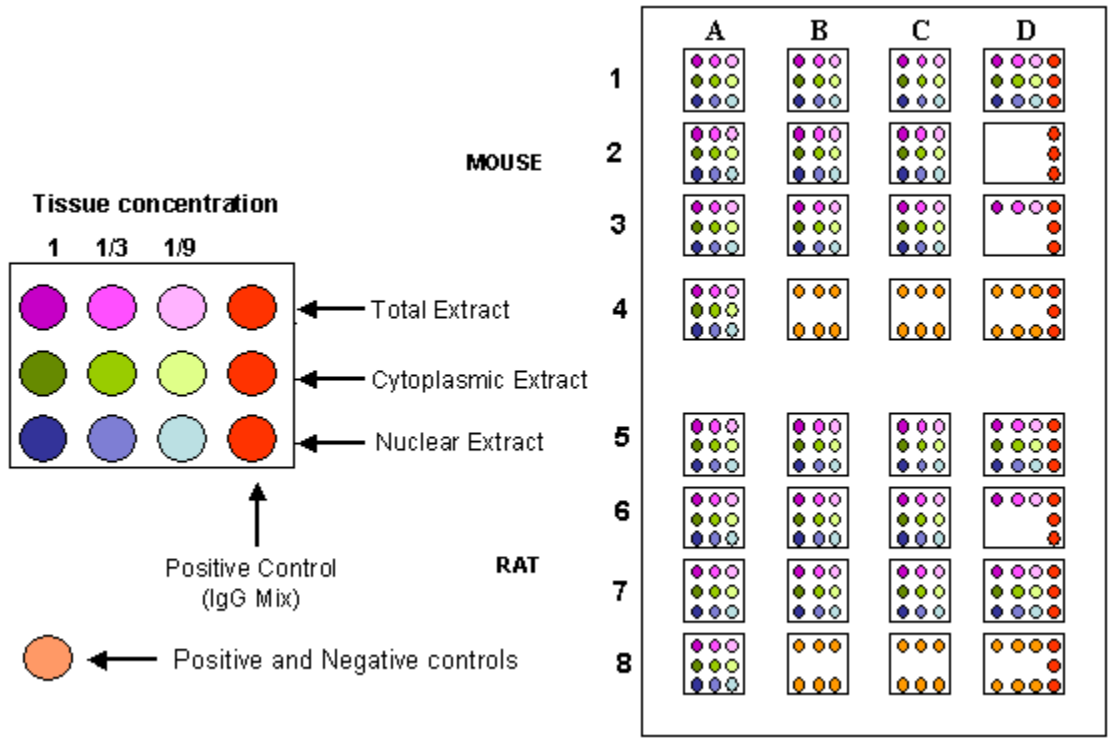 Tissue concentration
1 1/3 1/9
Total Extract
Cytoplasmic Extract
Nuclear Extract
Positive Control
(IgG Mix)
Positive and Negative controls
MOUSE
RAT
A B C D
1
2
3
4
5
6
7
8